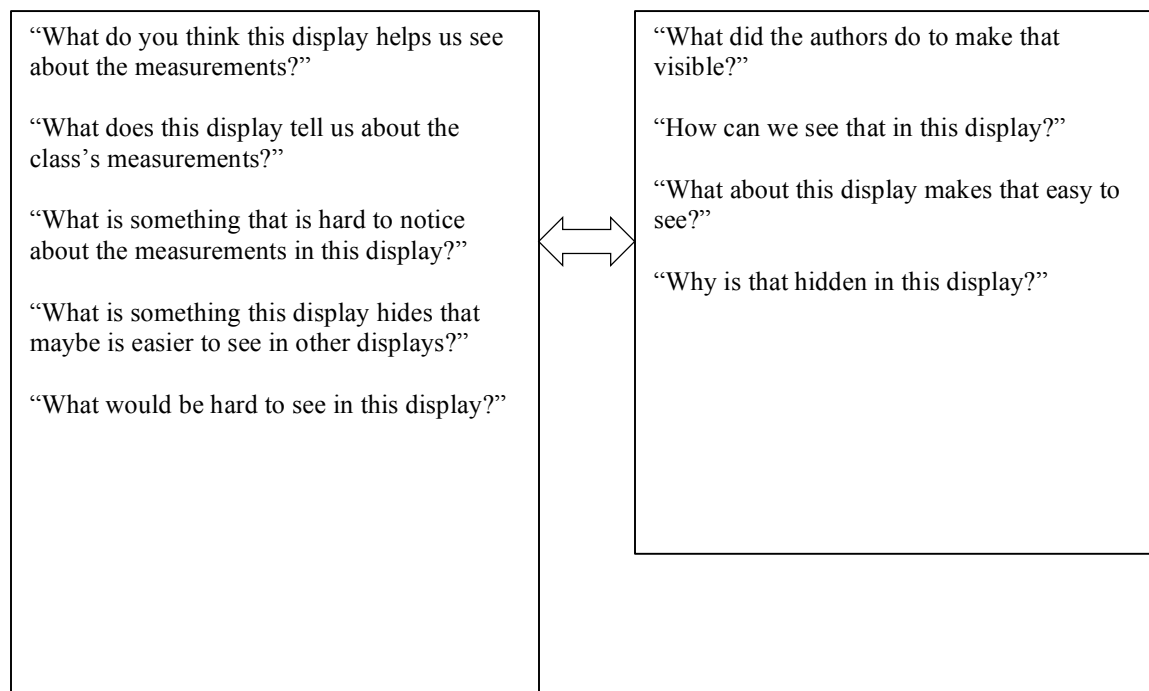 “What do you think this display helps us see
about the measurements?”
“What does this display tell us about the
class’s measurements?”
“What is something that is hard to notice
about the measurements in this display?”
“What is something this display hides that
maybe is easier to see in other displays?”
“What would be hard to see in this display?”
“What did the authors do to make that
visible?”
“How can we see that in this display?”
“What about this display makes that easy to
see?”
“Why is that hidden in this display?”